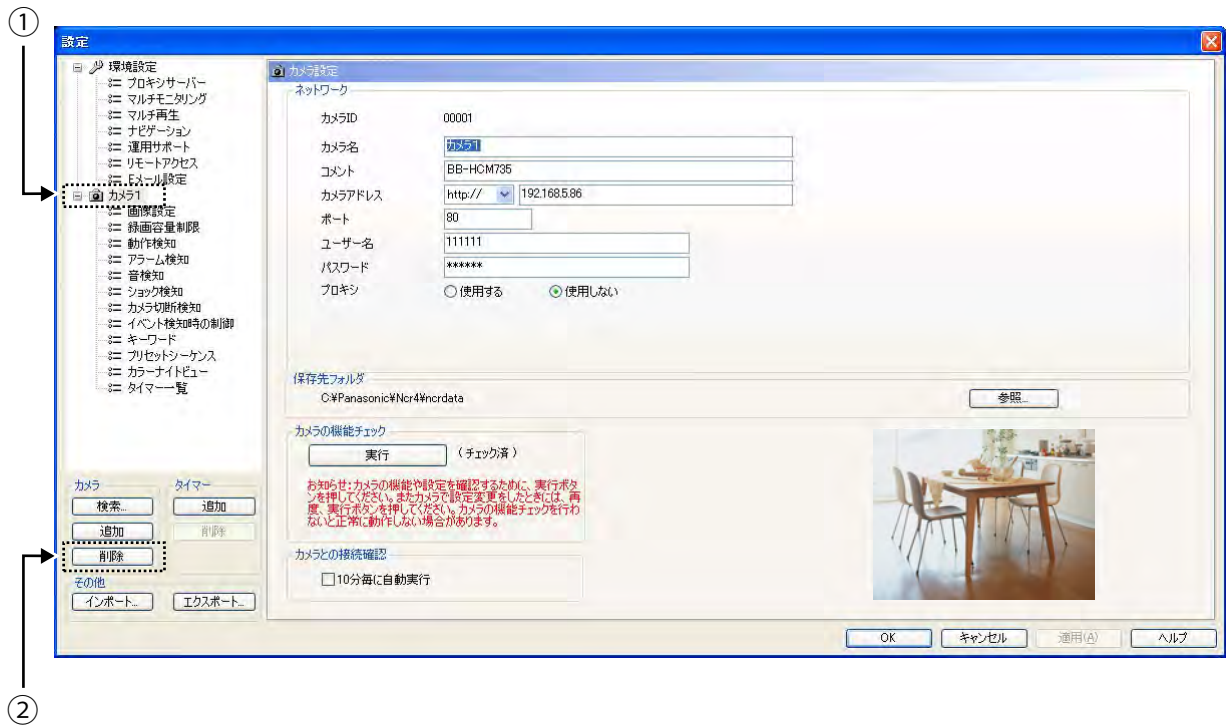 ①
設定
環境設定
プロキシサーバー
マルチモニタリング
マルチ再生
ナビゲーション
運用サポート
リモートアクセス
Eメール設定
カメラ1
画像設定
録画容量制限
動作検知
アラーム検知
音検知
ショック検知
カメラ切断検知
イベント検知時の制御
キーワード
プリセットシーケンス
カラーナイトビュー
タイマー一覧
カメラ
検索...
追加
削除
タイマー
追加
削除
その他
インポート...
エクスポート...
カメラ設定
ネットワーク
カメラID 00001
カメラ名 カメラ1
コメント BB-HCM735
カメラアドレス http:// 192.168.5.86
ポート 80
ユーザー名 111111
パスワード ******
プロキシ 使用する 使用しない
保存先フォルダ
C:¥Panasonic¥Ncr4¥ncrdata 参照...
カメラの機能チェック
実行 (チェック済)
お知らせ:カメラの機能や設定を確認するために、実行ボタ
ンを押してください。またカメラで設定変更をしたときには、再
度、実行ボタンを押してください。カメラの機能チェックを行わ
ないと正常に動作しない場合があります。
カメラとの接続確認
10分毎に自動実行
OK キャンセル 適用(A) ヘルプ
②